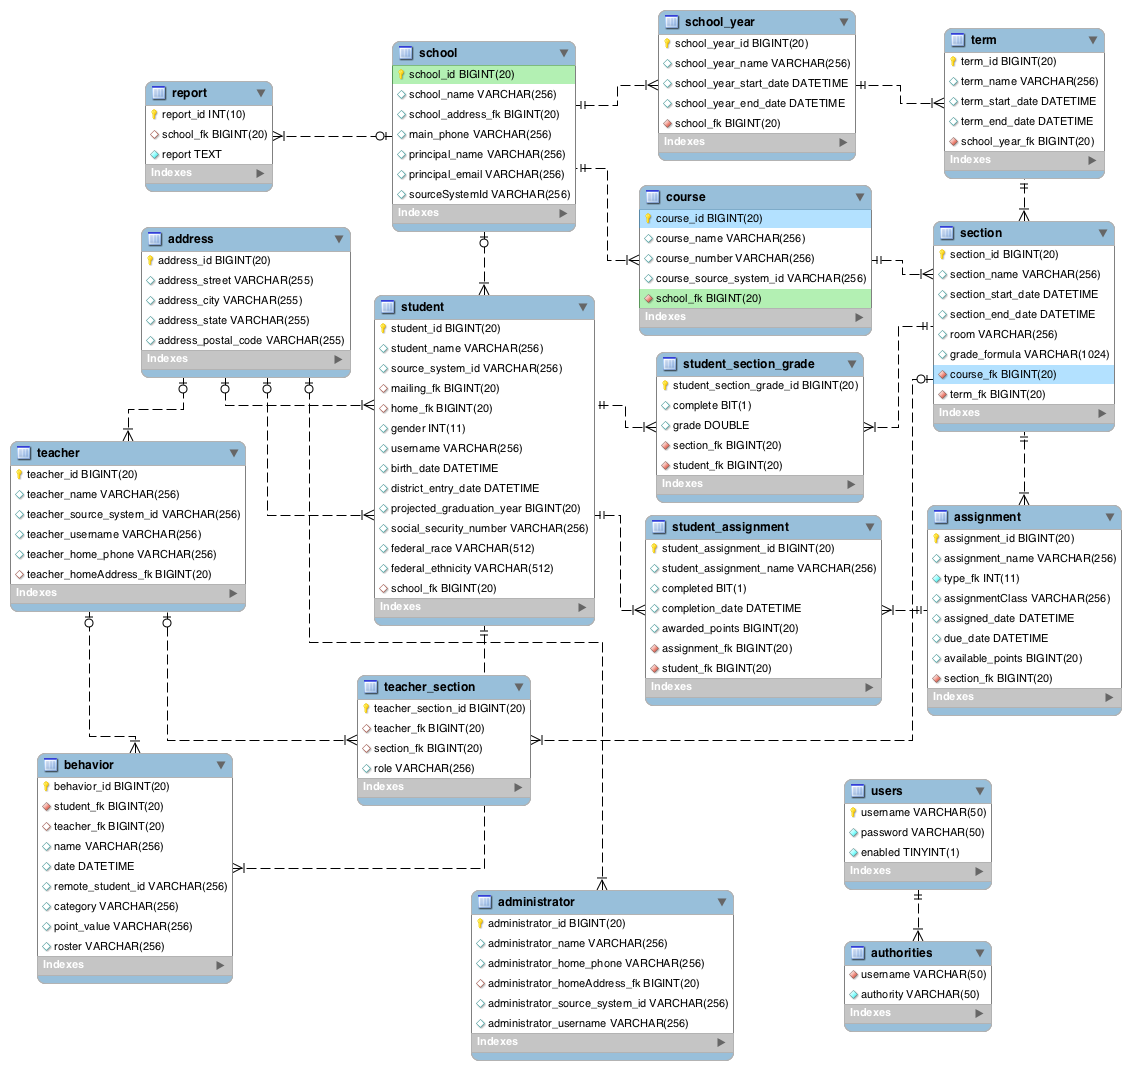 school_year
school_year_id BIGINT(20)
school_year_name VARCHAR(256)
school_year_start_date DATETIME
school_year_end_date DATETIME
school_fk BIGINT(20)
Indexes
term
term_id BIGINT(20)
term_name VARCHAR(256)
term_start_date DATETIME
term_end_date DATETIME
school_year_fk BIGINT(20)
Indexes
school
school_id BIGINT(20)
school_name VARCHAR(256)
school_address_fk BIGINT(20)
main_phone VARCHAR(256)
principal_name VARCHAR(256)
principal_email VARCHAR(256)
sourceSystemId VARCHAR(256)
Indexes
report
report_id INT(10)
school_fk BIGINT(20)
report TEXT
Indexes
course
course_id BIGINT(20)
course_name VARCHAR(256)
course_number VARCHAR(256)
course_source_system_id VARCHAR(256)
school_fk BIGINT(20)
Indexes
address
address_id BIGINT(20)
address_street VARCHAR(255)
address_city VARCHAR(255)
address_state VARCHAR(255)
address_postal_code VARCHAR(255)
Indexes
section
section_id BIGINT(20)
section_name VARCHAR(256)
section_start_date DATETIME
section_end_date DATETIME
room VARCHAR(256)
grade_formula VARCHAR(1024)
course_fk BIGINT(20)
term_fk BIGINT(20)
Indexes
student
student_id BIGINT(20)
student_name VARCHAR(256)
source_system_id VARCHAR(256)
mailing_fk BIGINT(20)
home_fk BIGINT(20)
gender INT(11)
username VARCHAR(256)
birth_date DATETIME
district_entry_date DATETIME
projected_graduation_year BIGINT(20)
social_security_number VARCHAR(256)
federal_race VARCHAR(512)
federal_ethnicity VARCHAR(512)
school_fk BIGINT(20)
Indexes
student_section_grade
student_section_grade_id BIGINT(20)
complete BIT(1)
grade DOUBLE
section_fk BIGINT(20)
student_fk BIGINT(20)
Indexes
teacher
teacher_id BIGINT(20)
teacher_name VARCHAR(256)
teacher_source_system_id VARCHAR(256)
teacher_username VARCHAR(256)
teacher_home_phone VARCHAR(256)
teacher_homeAddress_fk BIGINT(20)
Indexes
student_assignment
student_assignment_id BIGINT(20)
student_assignment_name VARCHAR(256)
completed BIT(1)
completion_date DATETIME
awarded_points BIGINT(20)
assignment_fk BIGINT(20)
student_fk BIGINT(20)
Indexes
assignment
assignment_id BIGINT(20)
assignment_name VARCHAR(256)
type_fk INT(11)
assignmentClass VARCHAR(256)
assigned_date DATETIME
due_date DATETIME
available_points BIGINT(20)
section_fk BIGINT(20)
Indexes
teacher_section
teacher_section_id BIGINT(20)
teacher_fk BIGINT(20)
section_fk BIGINT(20)
role VARCHAR(256)
Indexes
behavior
behavior_id BIGINT(20)
student_fk BIGINT(20)
teacher_fk BIGINT(20)
name VARCHAR(256)
date DATETIME
remote_student_id VARCHAR(256)
category VARCHAR(256)
point_value VARCHAR(256)
roster VARCHAR(256)
Indexes
users
username VARCHAR(50)
password VARCHAR(50)
enabled TINYINT(1)
Indexes
administrator
administrator_id BIGINT(20)
administrator_name VARCHAR(256)
administrator_home_phone VARCHAR(256)
administrator_homeAddress_fk BIGINT(20)
administrator_source_system_id VARCHAR(256)
administrator_username VARCHAR(256)
Indexes
authorities
username VARCHAR(50)
authority VARCHAR(50)
Indexes